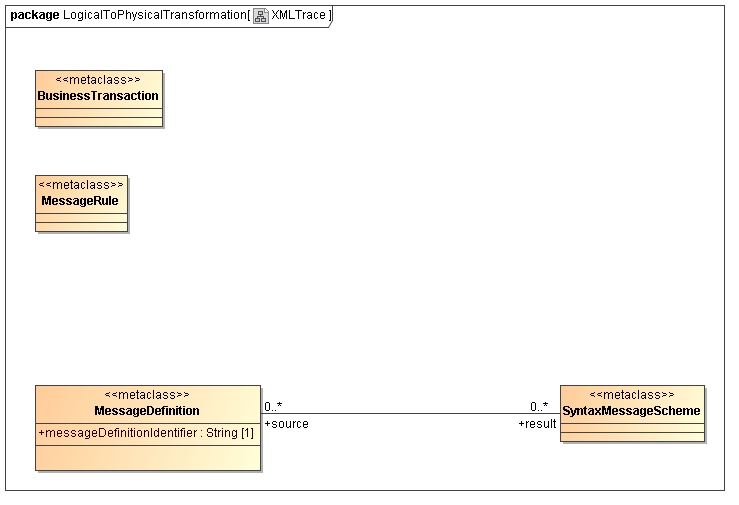 package LogicalToPhysicalTransformation[ XMLTrace ]
<<metaclass>>
BusinessTransaction
<<metaclass>>
MessageRule
<<metaclass>>
MessageDefinition
+messageDefinitionIdentifier : String [1]
0..*
+source
0..*
+result
<<metaclass>>
SyntaxMessageScheme